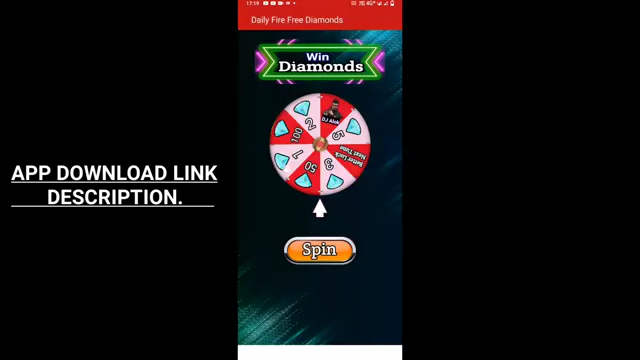 17:19
4G+
Daily Fire Free Diamonds
Win
Diamonds
DJ Alok
2
5
100
Better Luck
Next Time
1
50
3
APP DOWNLOAD LINK
DESCRIPTION.
Spin